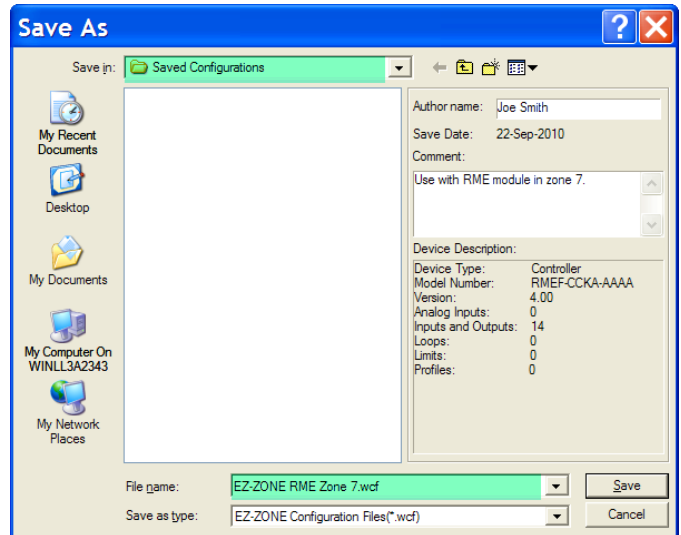 Save As
Save in: Saved Configurations
My Recent
Documents
Desktop
My Documents
My Computer On
WINLL3A2343
My Network
Places
Author name: Joe Smith
Save Date: 22-Sep-2010
Comment:
Use with RME module in zone 7.
Device Description:
Device Type: Controller
Model Number: RMEF-CCKA-AAAA
Version: 4.00
Analog Inputs: 0
Inputs and Outputs: 14
Loops: 0
Limits: 0
Profiles: 0
File name: EZ-ZONE RME Zone 7.wcf Save
Save as type: EZ-ZONE Configuration Files(*.wcf) Cancel